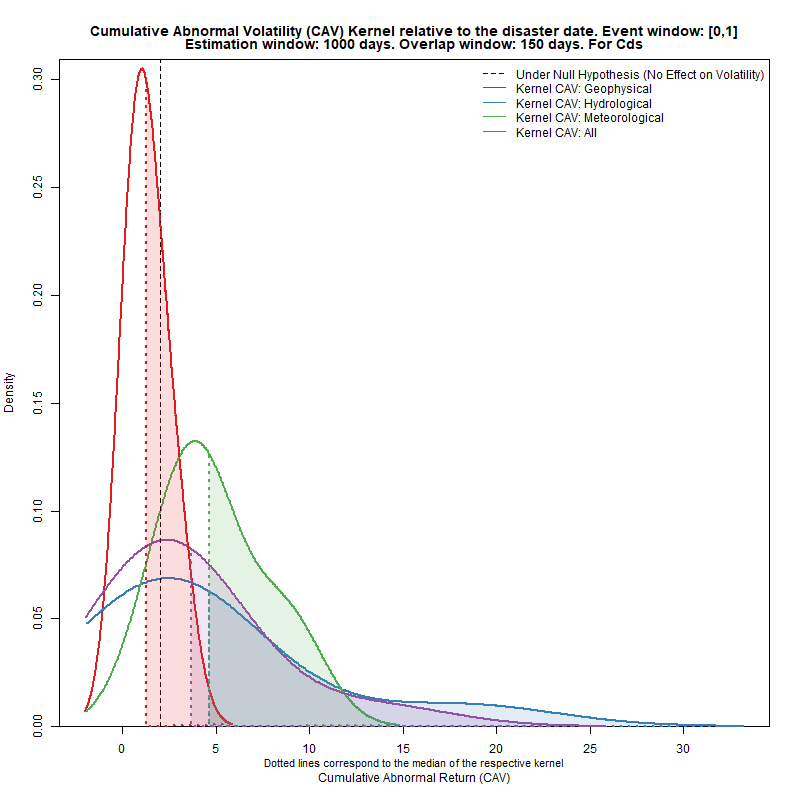 Cumulative Abnormal Volatility (CAV) Kernel relative to the disaster date. Event window: [0,1]
Estimation window: 1000 days. Overlap window: 150 days. For Cds
Under Null Hypothesis (No Effect on Volatility)
Kernel CAV: Geophysical
Kernel CAV: Hydrological
Kernel CAV: Meteorological
Kernel CAV: All
0.30
0.25
0.20
0.15
0.10
0.05
0.00
Density
0 5 10 15 20 25 30
Dotted lines correspond to the median of the respective kernel
Cumulative Abnormal Return (CAV)